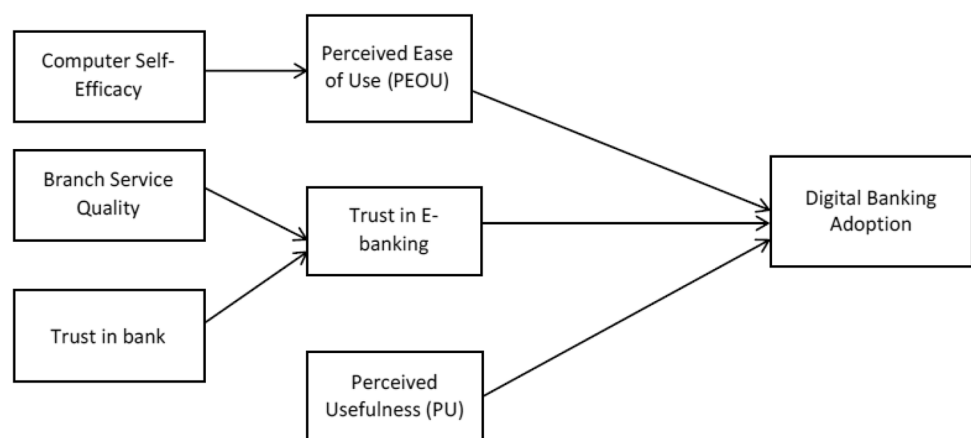 Computer Self-
Efficacy
Perceived Ease
of Use (PEOU)
Branch Service
Quality
Trust in E-
banking
Digital Banking
Adoption
Trust in bank
Perceived
Usefulness (PU)